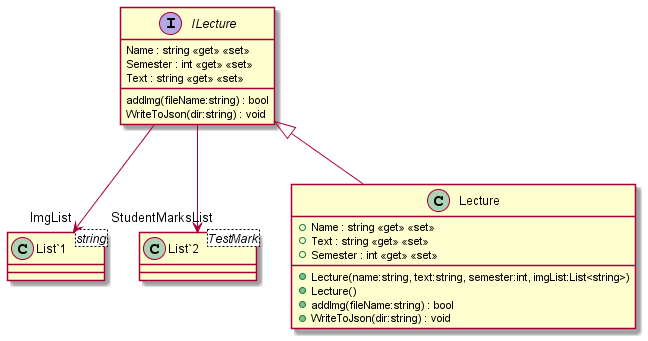 I ILecture
Name : string «get» «set»
Semester : int «get» «set»
Text : string «get» «set»
addImg(fileName:string) : bool
WriteToJson(dir:string) : void
ImgList
StudentMarksList
C List`1
string
C List`2
TestMark
C Lecture
Name : string «get» «set»
Text : string «get» «set»
Semester : int «get» «set»
Lecture(name:string, text:string, semester:int, imgList:List<string>)
Lecture()
addImg(fileName:string) : bool
WriteToJson(dir:string) : void